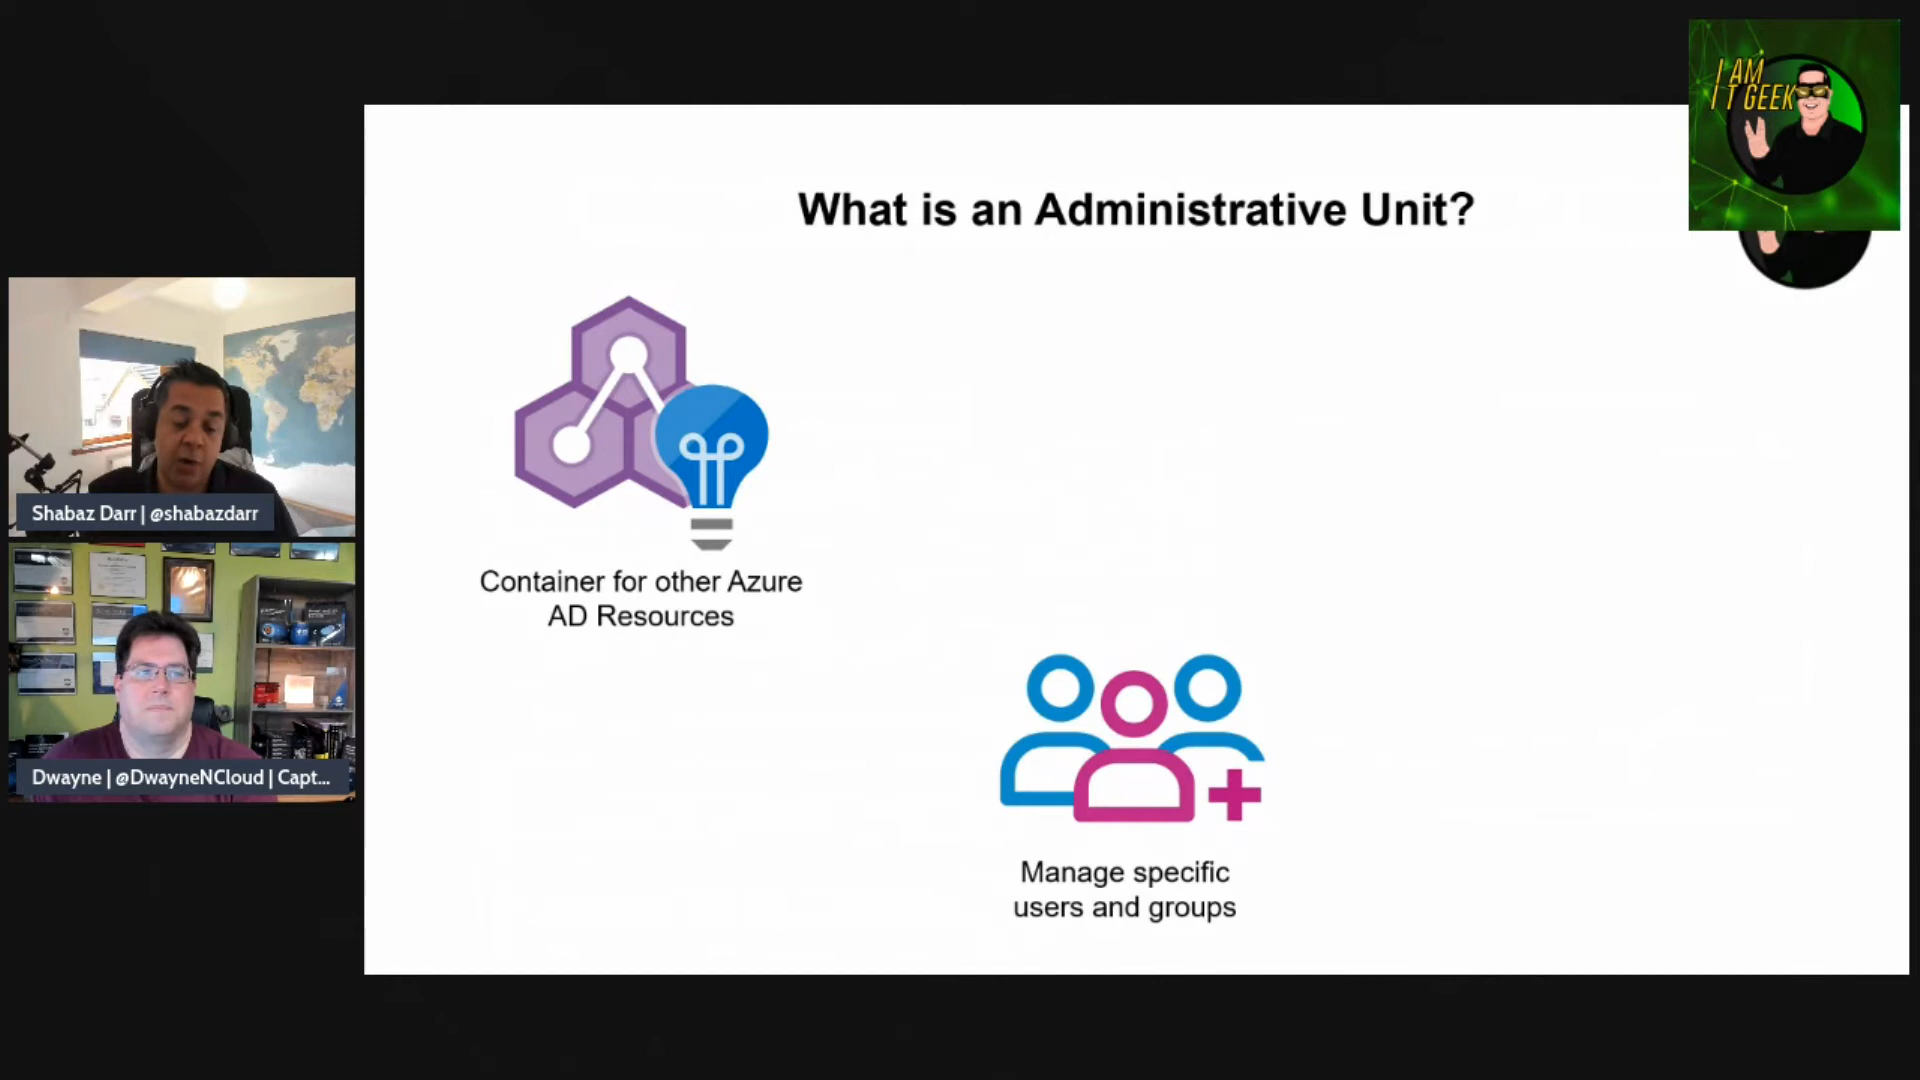 I AM
I T GEEK
What is an Administrative Unit?
Container for other Azure
AD Resources
Manage specific
users and groups
Shabaz Darr | @shabazdarr
Dwayne | @DwayneNCloud | Capt...